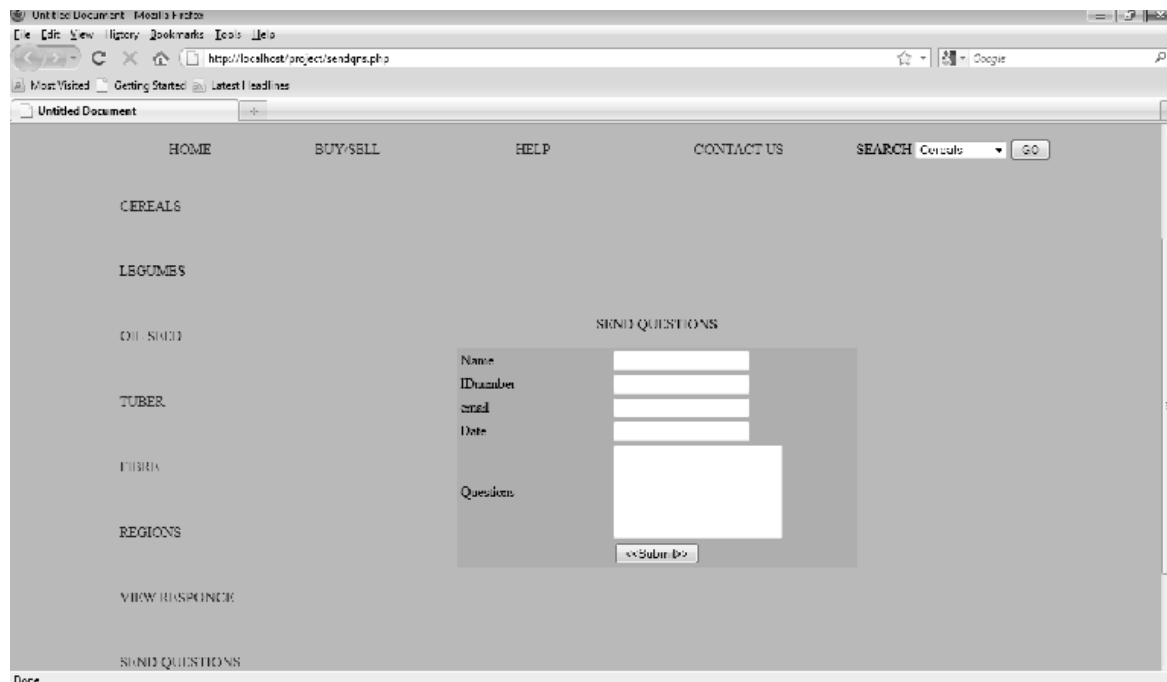 Untitled Document - Mozilla Firefox
File Edit View History Bookmarks Tools Help
http://localhost/project/sendqns.php
Google
Most Visited Getting Started Latest Headlines
Untitled Document
HOME BUY/SELL HELP CONTACT US SEARCH Cereals GO
CEREALS
LEGUMES
OIL SEED
TUBER
FIBRE
REGIONS
VIEW RESPONCE
SEND QUESTIONS
SEND QUESTIONS
Name
IDnumber
email
Date
Questions
<<Submit>>
Done